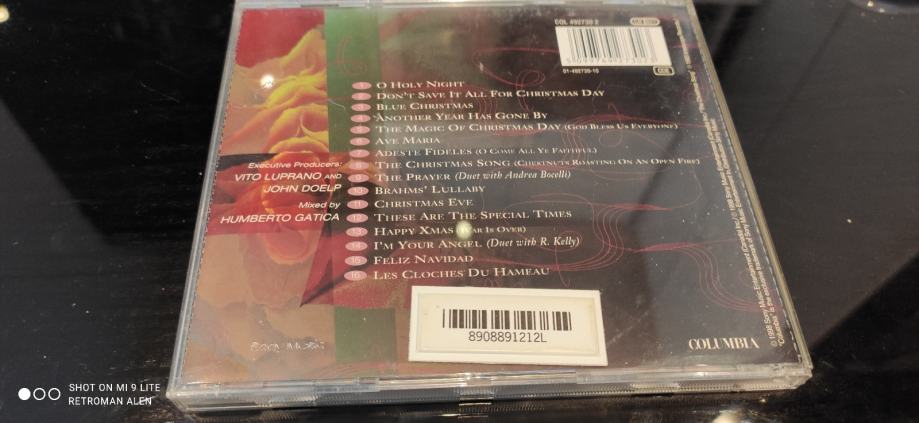 COL 492730 2
01-492730-10
1 O HOLY NIGHT
2 DON'T SAVE IT ALL FOR CHRISTMAS DAY
3 BLUE CHRISTMAS
4 ANOTHER YEAR HAS GONE BY
5 THE MAGIC OF CHRISTMAS DAY (GOD BLESS US EVERYONE)
6 AVE MARIA
7 ADESTE FIDELES (O COME ALL YE FAITHFUL)
8 THE CHRISTMAS SONG (CHESTNUTS ROASTING ON AN OPEN FIRE)
9 THE PRAYER (Duet with Andrea Bocelli)
10 BRAHMS' LULLABY
11 CHRISTMAS EVE
12 THESE ARE THE SPECIAL TIMES
13 HAPPY XMAS (WAR IS OVER)
14 I'M YOUR ANGEL (Duet with R. Kelly)
15 FELIZ NAVIDAD
16 LES CLOCHES DU HAMEAU
Executive Producers:
VITO LUPRANO AND
JOHN DOELP
Mixed by
HUMBERTO GATICA
8908891212L
COLUMBIA
SHOT ON MI 9 LITE
RETROMAN ALEN